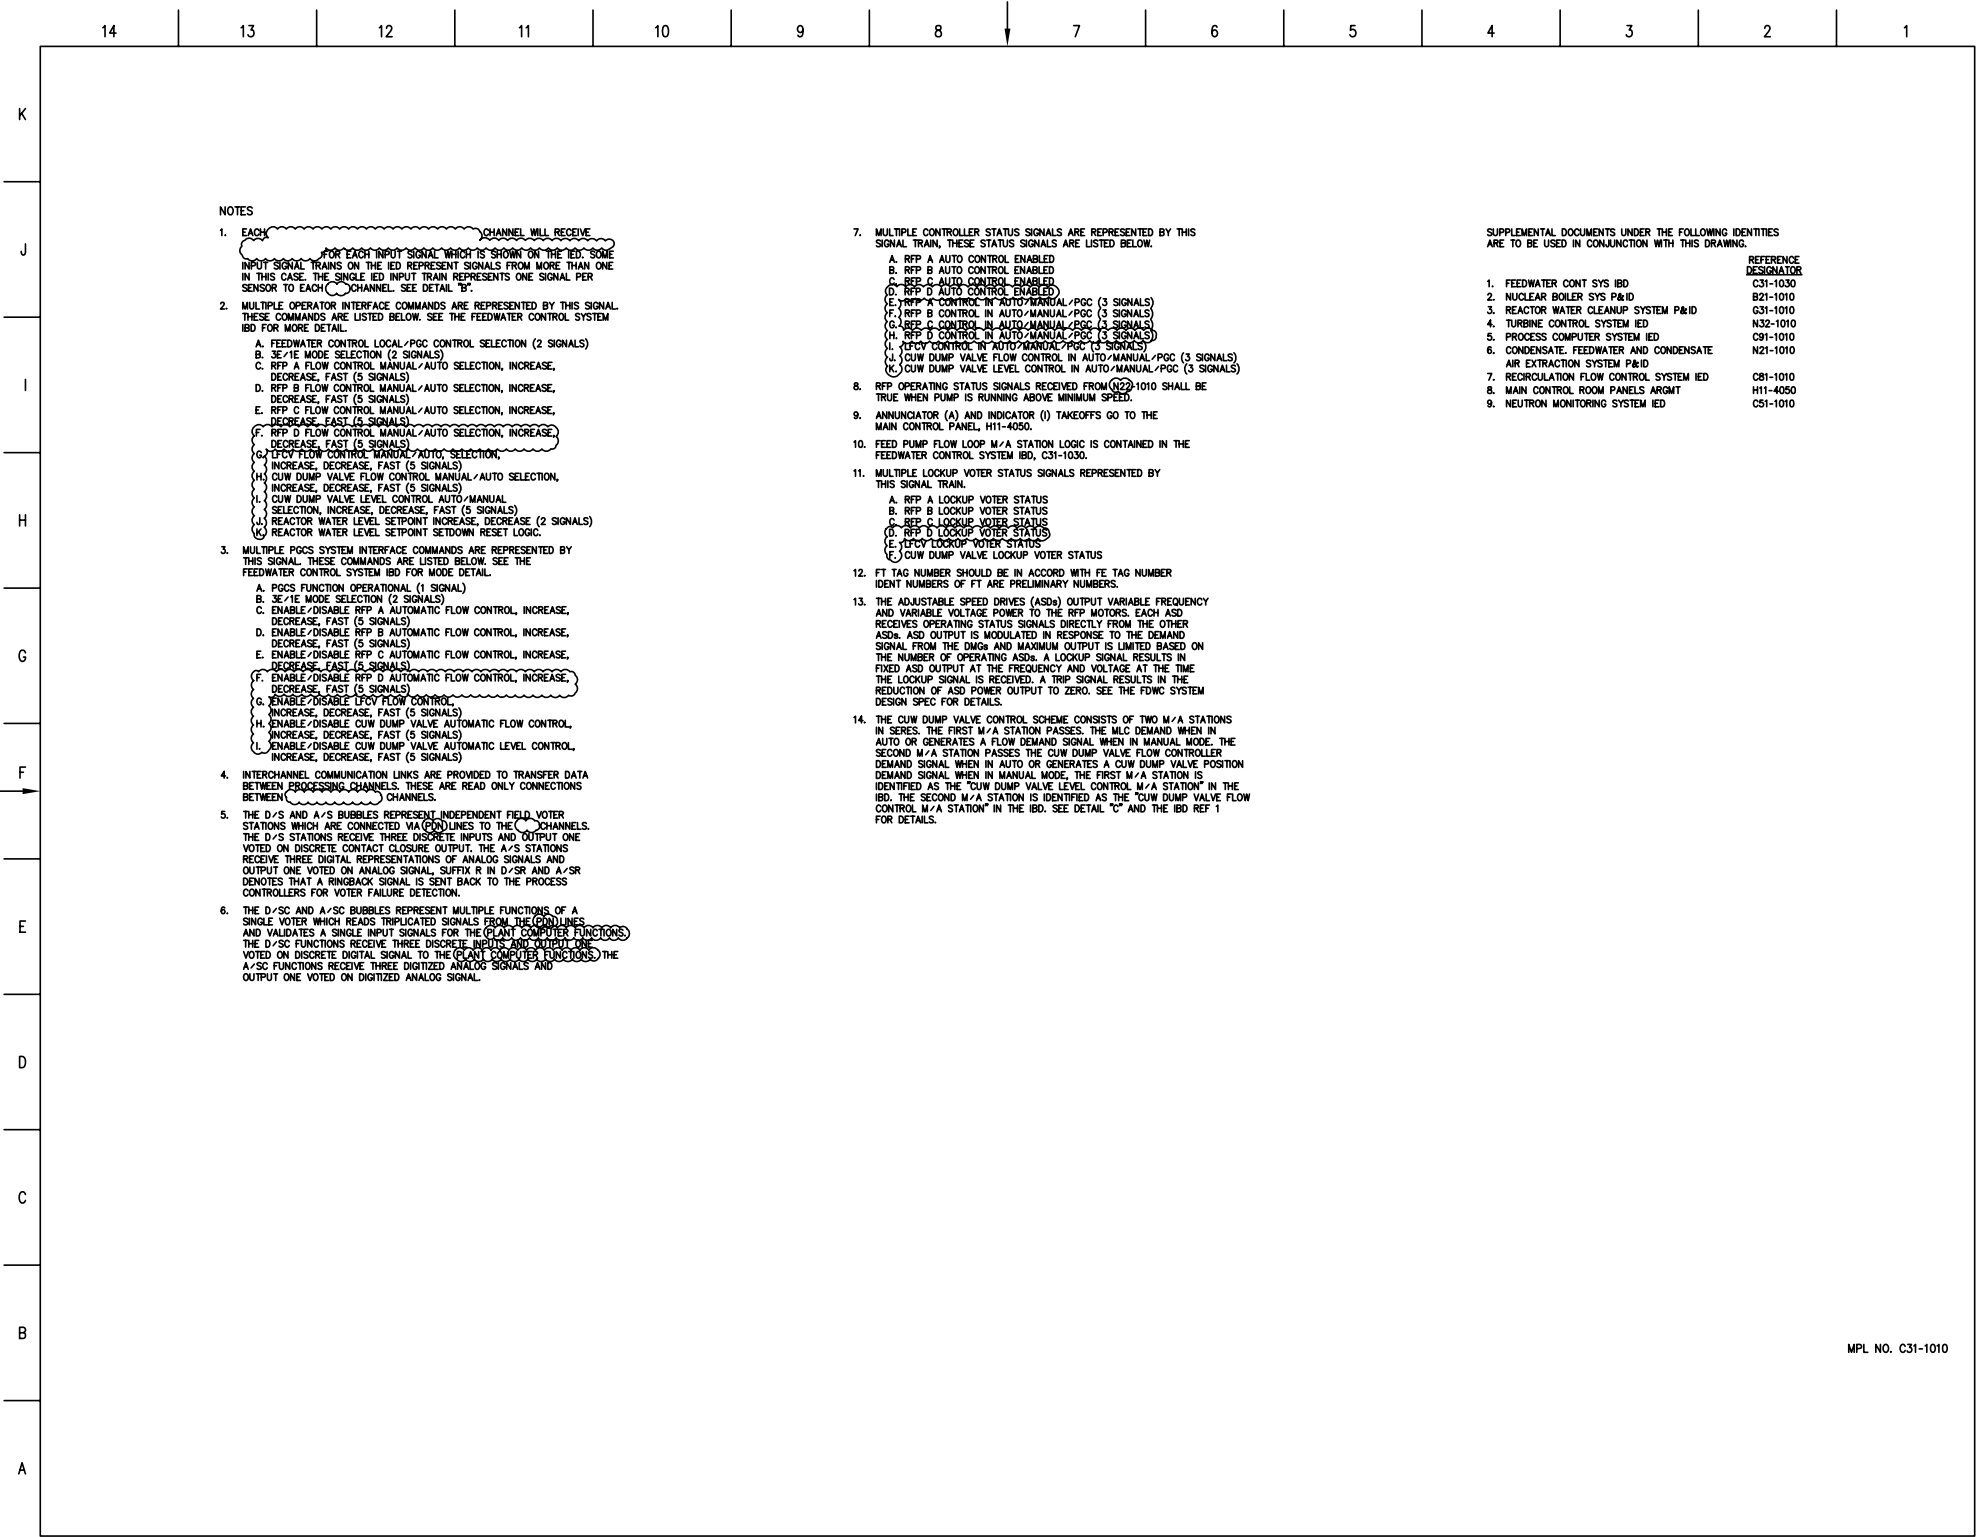 14 13 12 11 10 9 8 7 6 5 4 3 2 1
K
J
I
H
G
F
E
D
C
B
A
NOTES
1. EACH CHANNEL WILL RECEIVE
FOR EACH INPUT SIGNAL WHICH IS SHOWN ON THE IED. SOME
INPUT SIGNAL TRAINS ON THE IED REPRESENT SIGNALS FROM MORE THAN ONE
IN THIS CASE. THE SINGLE IED INPUT TRAIN REPRESENTS ONE SIGNAL PER
SENSOR TO EACH CHANNEL. SEE DETAIL "B".
2. MULTIPLE OPERATOR INTERFACE COMMANDS ARE REPRESENTED BY THIS SIGNAL.
THESE COMMANDS ARE LISTED BELOW. SEE THE FEEDWATER CONTROL SYSTEM
IBD FOR MORE DETAIL.
A. FEEDWATER CONTROL LOCAL/PGC CONTROL SELECTION (2 SIGNALS)
B. 3E/1E MODE SELECTION (2 SIGNALS)
C. RFP A FLOW CONTROL MANUAL/AUTO SELECTION, INCREASE,
DECREASE, FAST (5 SIGNALS)
D. RFP B FLOW CONTROL MANUAL/AUTO SELECTION, INCREASE,
DECREASE, FAST (5 SIGNALS)
E. RFP C FLOW CONTROL MANUAL/AUTO SELECTION, INCREASE,
DECREASE, FAST (5 SIGNALS)
F. RFP D FLOW CONTROL MANUAL/AUTO SELECTION, INCREASE,
DECREASE, FAST (5 SIGNALS)
G. LFCV FLOW CONTROL MANUAL/AUTO, SELECTION,
INCREASE, DECREASE, FAST (5 SIGNALS)
H. CUW DUMP VALVE FLOW CONTROL MANUAL/AUTO SELECTION,
INCREASE, DECREASE, FAST (5 SIGNALS)
I. CUW DUMP VALVE LEVEL CONTROL AUTO/MANUAL
SELECTION, INCREASE, DECREASE, FAST (5 SIGNALS)
J. REACTOR WATER LEVEL SETPOINT INCREASE, DECREASE (2 SIGNALS)
K. REACTOR WATER LEVEL SETPOINT SETDOWN RESET LOGIC.
3. MULTIPLE PGCS SYSTEM INTERFACE COMMANDS ARE REPRESENTED BY
THIS SIGNAL. THESE COMMANDS ARE LISTED BELOW. SEE THE
FEEDWATER CONTROL SYSTEM IBD FOR MODE DETAIL.
A. PGCS FUNCTION OPERATIONAL (1 SIGNAL)
B. 3E/1E MODE SELECTION (2 SIGNALS)
C. ENABLE/DISABLE RFP A AUTOMATIC FLOW CONTROL, INCREASE,
DECREASE, FAST (5 SIGNALS)
D. ENABLE/DISABLE RFP B AUTOMATIC FLOW CONTROL, INCREASE,
DECREASE, FAST (5 SIGNALS)
E. ENABLE/DISABLE RFP C AUTOMATIC FLOW CONTROL, INCREASE,
DECREASE, FAST (5 SIGNALS)
F. ENABLE/DISABLE RFP D AUTOMATIC FLOW CONTROL, INCREASE,
DECREASE, FAST (5 SIGNALS)
G. ENABLE/DISABLE LFCV FLOW CONTROL,
INCREASE, DECREASE, FAST (5 SIGNALS)
H. ENABLE/DISABLE CUW DUMP VALVE AUTOMATIC FLOW CONTROL,
INCREASE, DECREASE, FAST (5 SIGNALS)
I. ENABLE/DISABLE CUW DUMP VALVE AUTOMATIC LEVEL CONTROL,
INCREASE, DECREASE, FAST (5 SIGNALS)
4. INTERCHANNEL COMMUNICATION LINKS ARE PROVIDED TO TRANSFER DATA
BETWEEN PROCESSING CHANNELS. THESE ARE READ ONLY CONNECTIONS
BETWEEN CHANNELS.
5. THE D/S AND A/S BUBBLES REPRESENT INDEPENDENT FIELD VOTER
STATIONS WHICH ARE CONNECTED VIA PDN LINES TO THE CHANNELS.
THE D/S STATIONS RECEIVE THREE DISCRETE INPUTS AND OUTPUT ONE
VOTED ON DISCRETE CONTACT CLOSURE OUTPUT. THE A/S STATIONS
RECEIVE THREE DIGITAL REPRESENTATIONS OF ANALOG SIGNALS AND
OUTPUT ONE VOTED ON ANALOG SIGNAL, SUFFIX R IN D/SR AND A/SR
DENOTES THAT A RINGBACK SIGNAL IS SENT BACK TO THE PROCESS
CONTROLLERS FOR VOTER FAILURE DETECTION.
6. THE D/SC AND A/SC BUBBLES REPRESENT MULTIPLE FUNCTIONS OF A
SINGLE VOTER WHICH READS TRIPLICATED SIGNALS FROM THE PDN LINES
AND VALIDATES A SINGLE INPUT SIGNALS FOR THE PLANT COMPUTER FUNCTIONS.
THE D/SC FUNCTIONS RECEIVE THREE DISCRETE INPUTS AND OUTPUT ONE
VOTED ON DISCRETE DIGITAL SIGNAL TO THE PLANT COMPUTER FUNCTIONS. THE
A/SC FUNCTIONS RECEIVE THREE DIGITIZED ANALOG SIGNALS AND
OUTPUT ONE VOTED ON DIGITIZED ANALOG SIGNAL.
7. MULTIPLE CONTROLLER STATUS SIGNALS ARE REPRESENTED BY THIS
SIGNAL TRAIN, THESE STATUS SIGNALS ARE LISTED BELOW.
A. RFP A AUTO CONTROL ENABLED
B. RFP B AUTO CONTROL ENABLED
C. RFP C AUTO CONTROL ENABLED
D. RFP D AUTO CONTROL ENABLED
E. RFP A CONTROL IN AUTO/MANUAL/PGC (3 SIGNALS)
F. RFP B CONTROL IN AUTO/MANUAL/PGC (3 SIGNALS)
G. RFP C CONTROL IN AUTO/MANUAL/PGC (3 SIGNALS)
H. RFP D CONTROL IN AUTO/MANUAL/PGC (3 SIGNALS)
I. LFCV CONTROL IN AUTO/MANUAL/PGC (3 SIGNALS)
J. CUW DUMP VALVE FLOW CONTROL IN AUTO/MANUAL/PGC (3 SIGNALS)
K. CUW DUMP VALVE LEVEL CONTROL IN AUTO/MANUAL/PGC (3 SIGNALS)
8. RFP OPERATING STATUS SIGNALS RECEIVED FROM N22-1010 SHALL BE
TRUE WHEN PUMP IS RUNNING ABOVE MINIMUM SPEED.
9. ANNUNCIATOR (A) AND INDICATOR (I) TAKEOFFS GO TO THE
MAIN CONTROL PANEL, H11-4050.
10. FEED PUMP FLOW LOOP M/A STATION LOGIC IS CONTAINED IN THE
FEEDWATER CONTROL SYSTEM IBD, C31-1030.
11. MULTIPLE LOCKUP VOTER STATUS SIGNALS REPRESENTED BY
THIS SIGNAL TRAIN.
A. RFP A LOCKUP VOTER STATUS
B. RFP B LOCKUP VOTER STATUS
C. RFP C LOCKUP VOTER STATUS
D. RFP D LOCKUP VOTER STATUS
E. LFCV LOCKUP VOTER STATUS
F. CUW DUMP VALVE LOCKUP VOTER STATUS
12. FT TAG NUMBER SHOULD BE IN ACCORD WITH FE TAG NUMBER
IDENT NUMBERS OF FT ARE PRELIMINARY NUMBERS.
13. THE ADJUSTABLE SPEED DRIVES (ASDs) OUTPUT VARIABLE FREQUENCY
AND VARIABLE VOLTAGE POWER TO THE RFP MOTORS. EACH ASD
RECEIVES OPERATING STATUS SIGNALS DIRECTLY FROM THE OTHER
ASDs. ASD OUTPUT IS MODULATED IN RESPONSE TO THE DEMAND
SIGNAL FROM THE DMGs AND MAXIMUM OUTPUT IS LIMITED BASED ON
THE NUMBER OF OPERATING ASDs. A LOCKUP SIGNAL RESULTS IN
FIXED ASD OUTPUT AT THE FREQUENCY AND VOLTAGE AT THE TIME
THE LOCKUP SIGNAL IS RECEIVED. A TRIP SIGNAL RESULTS IN THE
REDUCTION OF ASD POWER OUTPUT TO ZERO. SEE THE FDWC SYSTEM
DESIGN SPEC FOR DETAILS.
14. THE CUW DUMP VALVE CONTROL SCHEME CONSISTS OF TWO M/A STATIONS
IN SERES. THE FIRST M/A STATION PASSES. THE MLC DEMAND WHEN IN
AUTO OR GENERATES A FLOW DEMAND SIGNAL WHEN IN MANUAL MODE. THE
SECOND M/A STATION PASSES THE CUW DUMP VALVE FLOW CONTROLLER
DEMAND SIGNAL WHEN IN AUTO OR GENERATES A CUW DUMP VALVE POSITION
DEMAND SIGNAL WHEN IN MANUAL MODE, THE FIRST M/A STATION IS
IDENTIFIED AS THE "CUW DUMP VALVE LEVEL CONTROL M/A STATION" IN THE
IBD. THE SECOND M/A STATION IS IDENTIFIED AS THE "CUW DUMP VALVE FLOW
CONTROL M/A STATION" IN THE IBD. SEE DETAIL "C" AND THE IBD REF 1
FOR DETAILS.
SUPPLEMENTAL DOCUMENTS UNDER THE FOLLOWING IDENTITIES
ARE TO BE USED IN CONJUNCTION WITH THIS DRAWING.
REFERENCE
DESIGNATOR
1. FEEDWATER CONT SYS IBD C31-1030
2. NUCLEAR BOILER SYS P&ID B21-1010
3. REACTOR WATER CLEANUP SYSTEM P&ID G31-1010
4. TURBINE CONTROL SYSTEM IED N32-1010
5. PROCESS COMPUTER SYSTEM IED C91-1010
6. CONDENSATE. FEEDWATER AND CONDENSATE N21-1010
AIR EXTRACTION SYSTEM P&ID
7. RECIRCULATION FLOW CONTROL SYSTEM IED C81-1010
8. MAIN CONTROL ROOM PANELS ARGMT H11-4050
9. NEUTRON MONITORING SYSTEM IED C51-1010
MPL NO. C31-1010